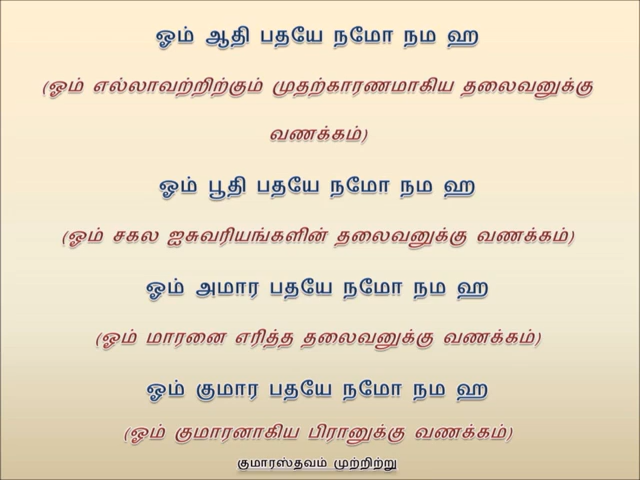 ஓம் ஆதி பதயே நமோ நம ஹ
(ஓம் எல்லாவற்றிற்கும் முதற்காரணமாகிய தலைவனுக்கு
வணக்கம்)
ஓம் பூதி பதயே நமோ நம ஹ
(ஓம் சகல ஐசுவரியங்களின் தலைவனுக்கு வணக்கம்)
ஓம் அமார பதயே நமோ நம ஹ
(ஓம் மாரனை எரித்த தலைவனுக்கு வணக்கம்)
ஓம் குமார பதயே நமோ நம ஹ
(ஓம் குமாரனாகிய பிரானுக்கு வணக்கம்)
குமாரஸ்தவம் முற்றிற்று